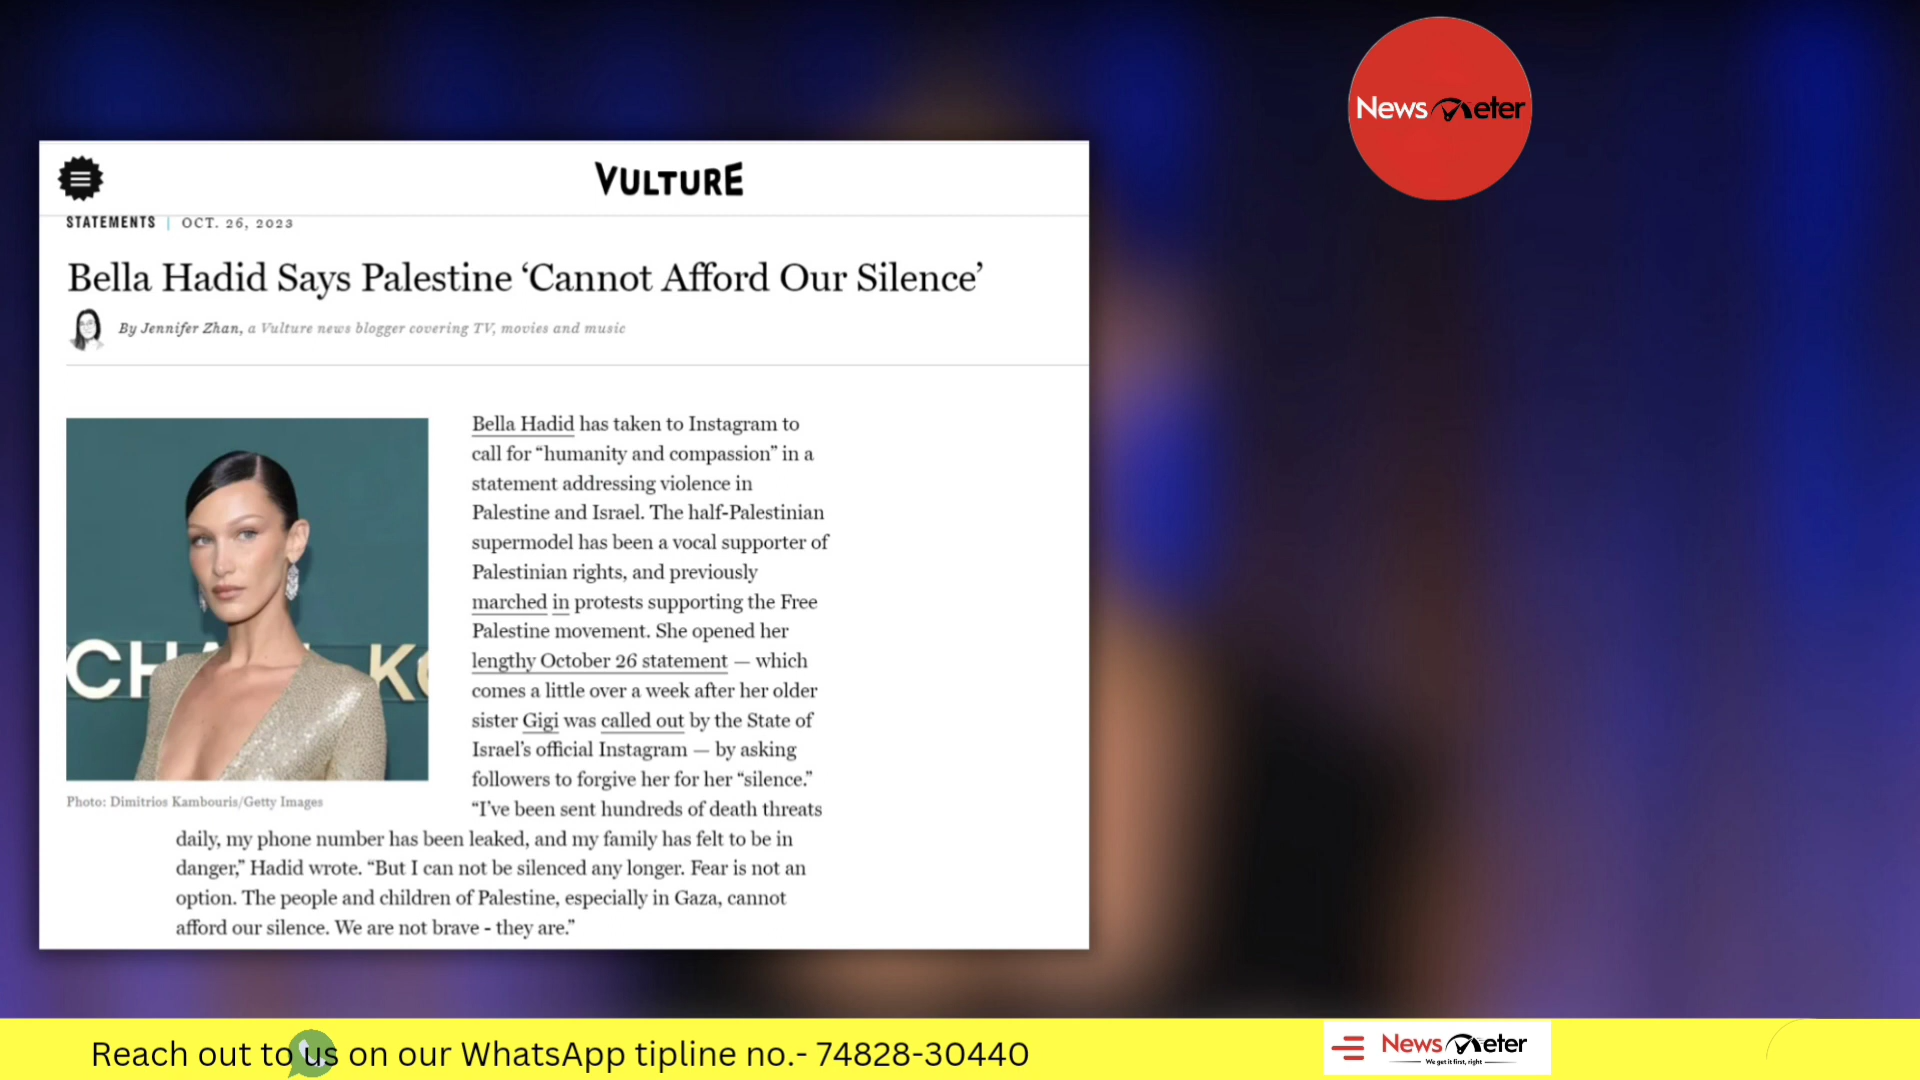 News Meter
VULTURE
STATEMENTS | OCT. 26, 2023
Bella Hadid Says Palestine ‘Cannot Afford Our Silence’
By Jennifer Zhan, a Vulture news blogger covering TV, movies and music
Bella Hadid has taken to Instagram to
call for “humanity and compassion” in a
statement addressing violence in
Palestine and Israel. The half-Palestinian
supermodel has been a vocal supporter of
Palestinian rights, and previously
marched in protests supporting the Free
Palestine movement. She opened her
lengthy October 26 statement — which
comes a little over a week after her older
sister Gigi was called out by the State of
Israel’s official Instagram — by asking
followers to forgive her for her “silence.”
“I’ve been sent hundreds of death threats
daily, my phone number has been leaked, and my family has felt to be in
danger,” Hadid wrote. “But I can not be silenced any longer. Fear is not an
option. The people and children of Palestine, especially in Gaza, cannot
afford our silence. We are not brave - they are.”
CHA
KO
Photo: Dimitrios Kambouris/Getty Images
Reach out to us on our WhatsApp tipline no.- 74828-30440
News Meter
We get it first, right